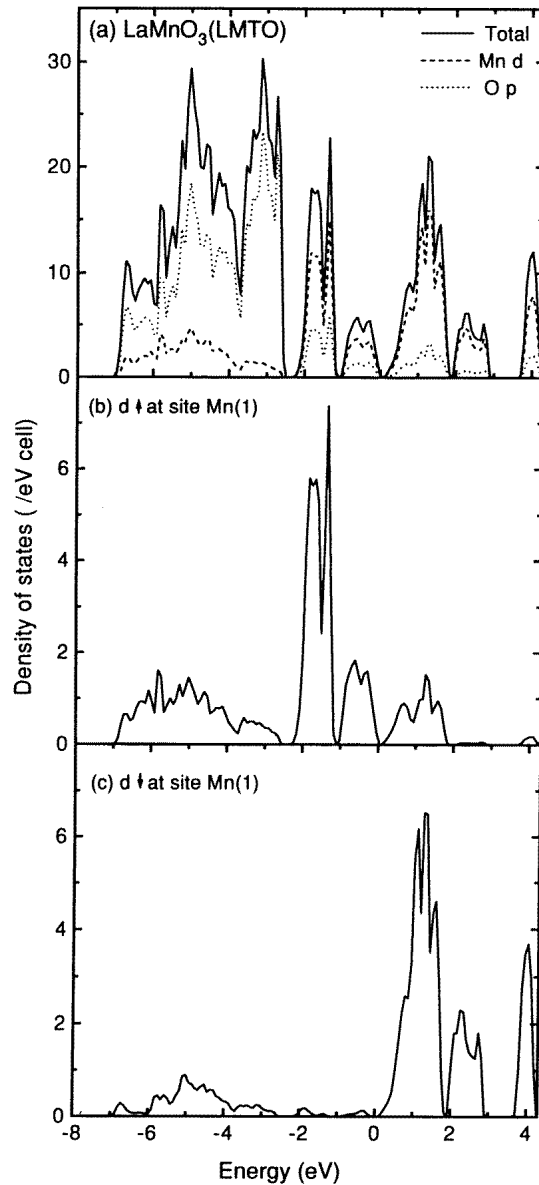 (a) LaMnO3(LMTO)
Total
Mn d
O p
30
20
10
0
(b) d ↑ at site Mn(1)
6
4
2
0
(c) d ↓ at site Mn(1)
6
4
2
0
-8 -6 -4 -2 0 2 4
Density of states ( /eV cell)
Energy (eV)